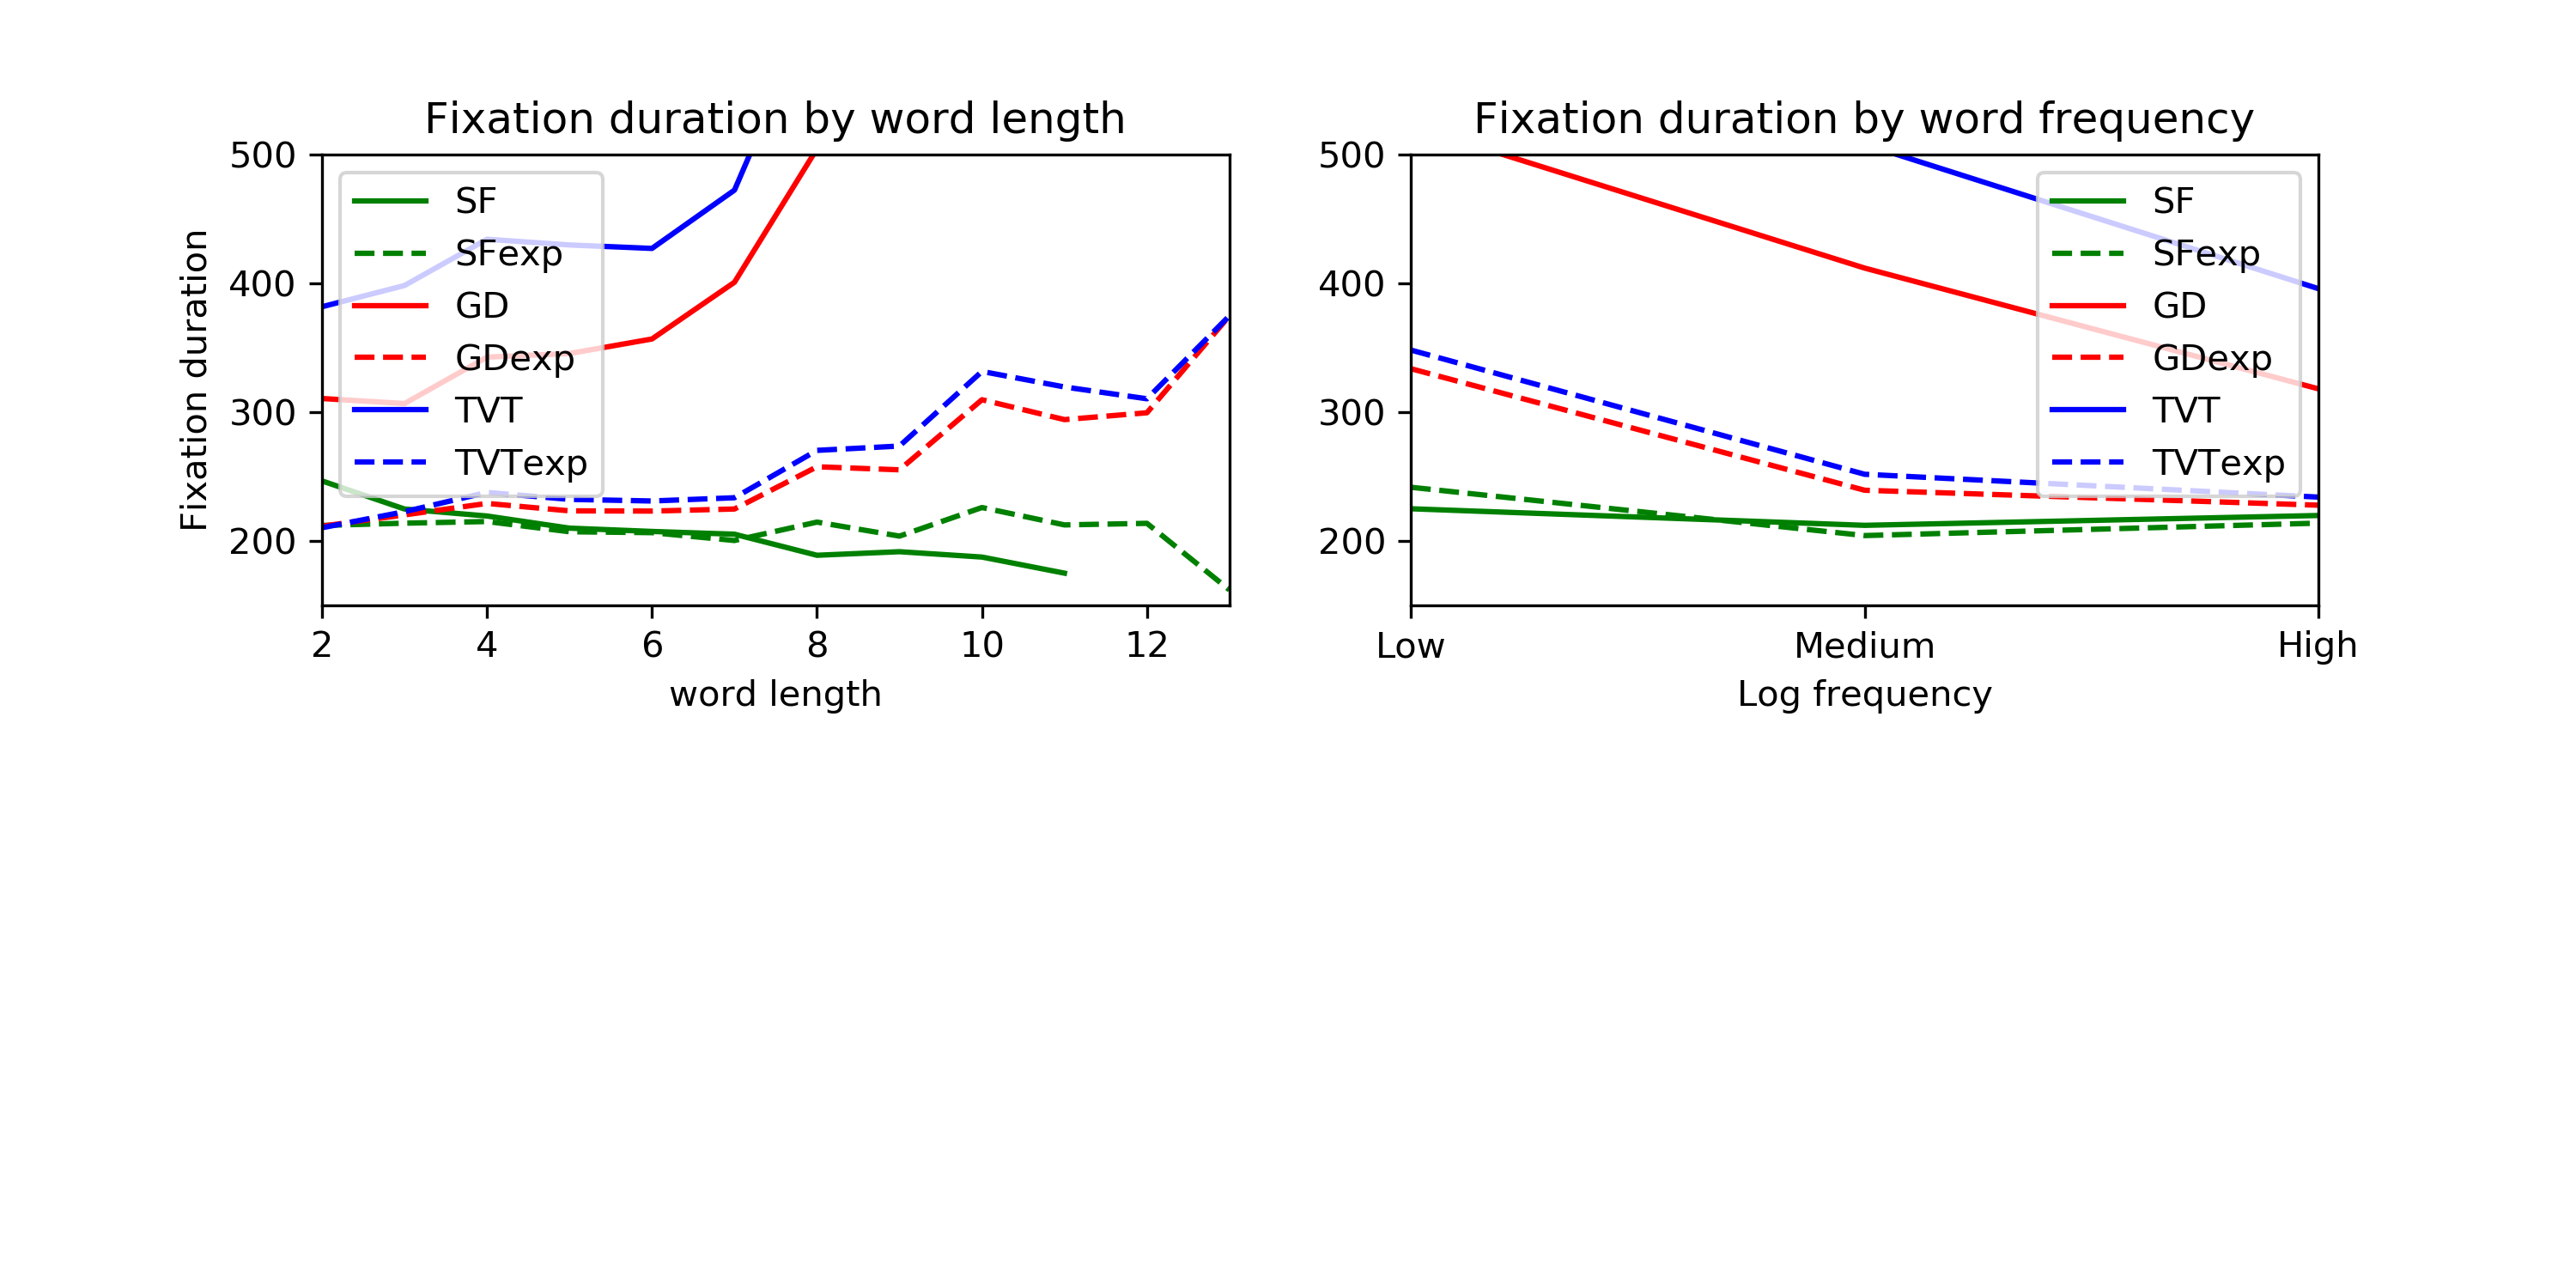 Fixation duration by word length
500
400
300
200
Fixation duration
SF
SFexp
GD
GDexp
TVT
TVTexp
2 4 6 8 10 12
word length
Fixation duration by word frequency
500
400
300
200
SF
SFexp
GD
GDexp
TVT
TVTexp
Low Medium High
Log frequency